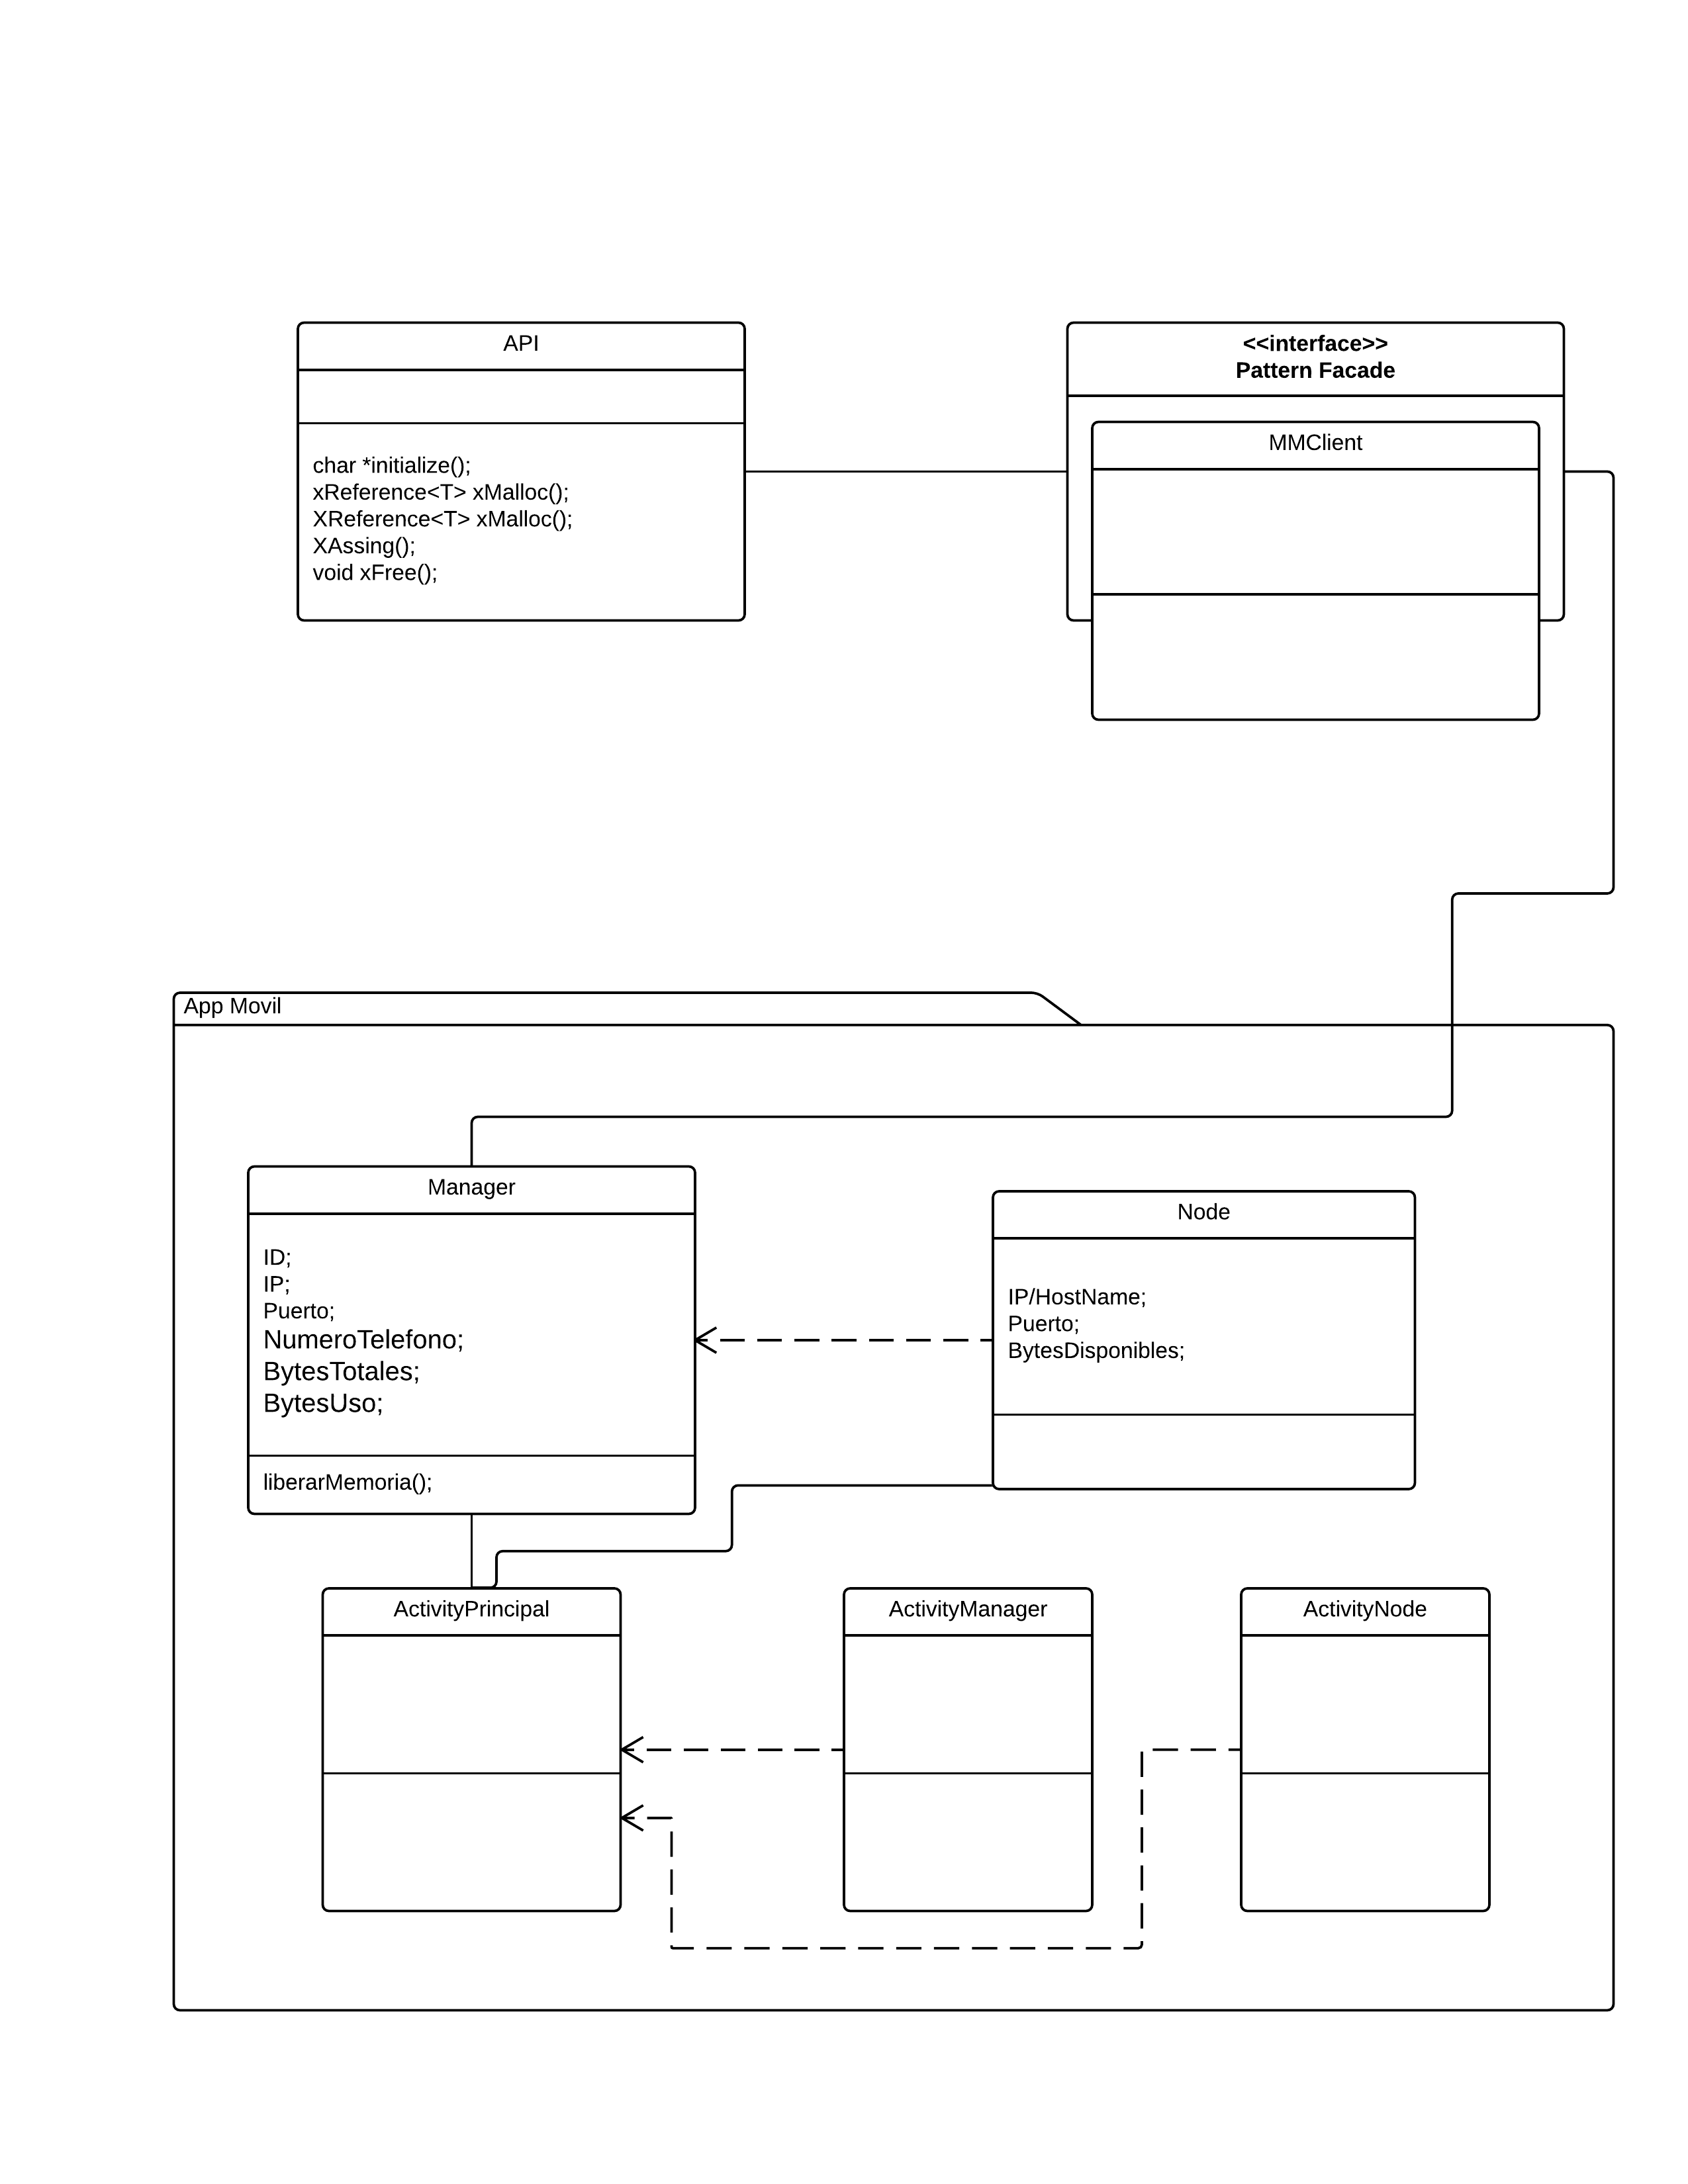 API
char *initialize();
xReference<T> xMalloc();
XReference<T> xMalloc();
XAssing();
void xFree();
<<interface>>
Pattern Facade
MMClient
App Movil
Manager
ID;
IP;
Puerto;
NumeroTelefono;
BytesTotales;
BytesUso;
liberarMemoria();
Node
IP/HostName;
Puerto;
BytesDisponibles;
ActivityPrincipal
ActivityManager
ActivityNode